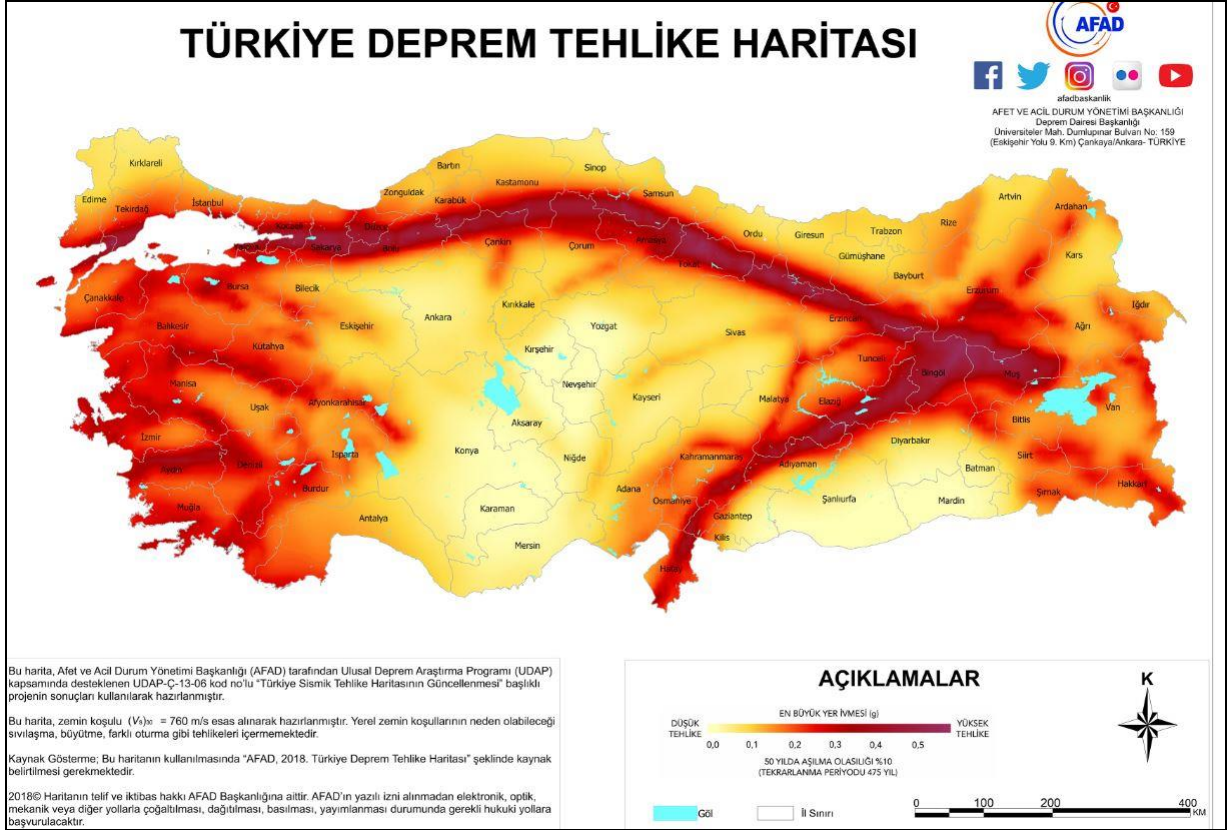 TÜRKİYE DEPREM TEHLİKE HARİTASI
AFAD
afadbaskanlik
AFET VE ACİL DURUM YÖNETİMİ BAŞKANLIĞI
Deprem Dairesi Başkanlığı
Üniversiteler Mah. Dumlupınar Bulvarı No: 159
(Eskişehir Yolu 9. Km) Çankaya/Ankara- TÜRKİYE
Kırklareli
Edirne
Tekirdağ
İstanbul
Kocaeli
Yalova
Sakarya
Düzce
Bolu
Zonguldak
Bartın
Karabük
Kastamonu
Sinop
Samsun
Çankırı
Çorum
Amasya
Tokat
Ordu
Giresun
Trabzon
Gümüşhane
Rize
Bayburt
Artvin
Ardahan
Kars
Erzurum
Iğdır
Ağrı
Erzincan
Çanakkale
Bursa
Bilecik
Balıkesir
Kütahya
Eskişehir
Ankara
Kırıkkale
Yozgat
Kırşehir
Sivas
Tunceli
Bingöl
Muş
Manisa
Uşak
Afyonkarahisar
Nevşehir
Kayseri
Aksaray
Malatya
Elazığ
Van
Bitlis
İzmir
Aydın
Denizli
Isparta
Burdur
Konya
Niğde
Kahramanmaraş
Adıyaman
Diyarbakır
Batman
Siirt
Şırnak
Hakkari
Muğla
Antalya
Karaman
Mersin
Adana
Osmaniye
Gaziantep
Kilis
Hatay
Şanlıurfa
Mardin
Bu harita, Afet ve Acil Durum Yönetimi Başkanlığı (AFAD) tarafından Ulusal Deprem Araştırma Programı (UDAP)
kapsamında desteklenen UDAP-Ç-13-06 kod no'lu "Türkiye Sismik Tehlike Haritasının Güncellenmesi" başlıklı
projenin sonuçları kullanılarak hazırlanmıştır.
Bu harita, zemin koşulu (Vs)30 = 760 m/s esas alınarak hazırlanmıştır. Yerel zemin koşullarının neden olabileceği
sıvılaşma, büyütme, farklı oturma gibi tehlikeleri içermemektedir.
Kaynak Gösterme; Bu haritanın kullanılmasında "AFAD, 2018. Türkiye Deprem Tehlike Haritası" şeklinde kaynak
belirtilmesi gerekmektedir.
2018© Haritanın telif ve iktibas hakkı AFAD Başkanlığına aittir. AFAD'ın yazılı izni alınmadan elektronik, optik,
mekanik veya diğer yollarla çoğaltılması, dağıtılması, basılması, yayımlanması durumunda gerekli hukuki yollara
başvurulacaktır.
AÇIKLAMALAR
EN BÜYÜK YER İVMESİ (g)
DÜŞÜK TEHLİKE
YÜKSEK TEHLİKE
0,0 0,1 0,2 0,3 0,4 0,5
50 YILDA AŞILMA OLASILIĞI %10
(TEKRARLANMA PERİYODU 475 YIL)
Göl
İl Sınırı
K
0 100 200 400
KM